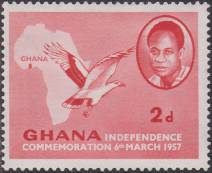 GHANA
2d
GHANA INDEPENDENCE
COMMEMORATION 6th MARCH 1957